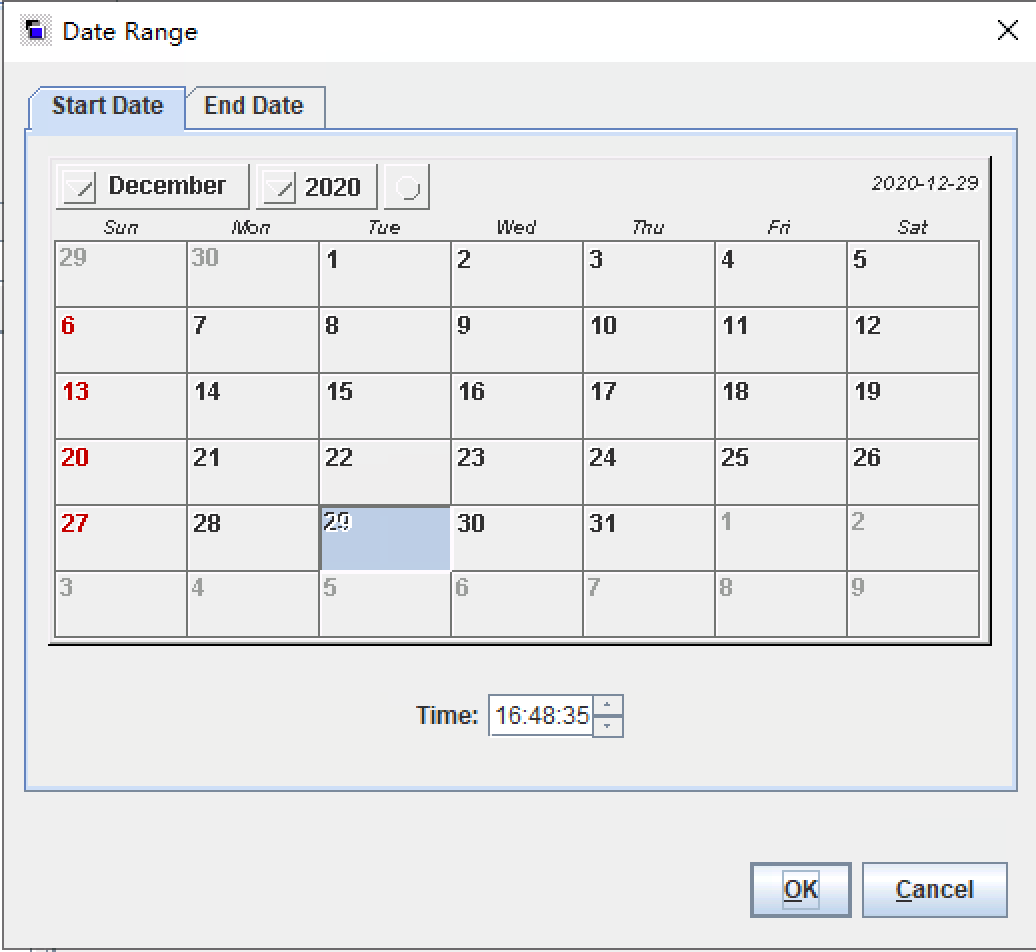 Date Range
Start Date End Date
December 2020 2020-12-29
Sun Mon Tue Wed Thu Fri Sat
29 30 1 2 3 4 5
6 7 8 9 10 11 12
13 14 15 16 17 18 19
20 21 22 23 24 25 26
27 28 29 30 31 1 2
3 4 5 6 7 8 9
Time: 16:48:35
OK Cancel